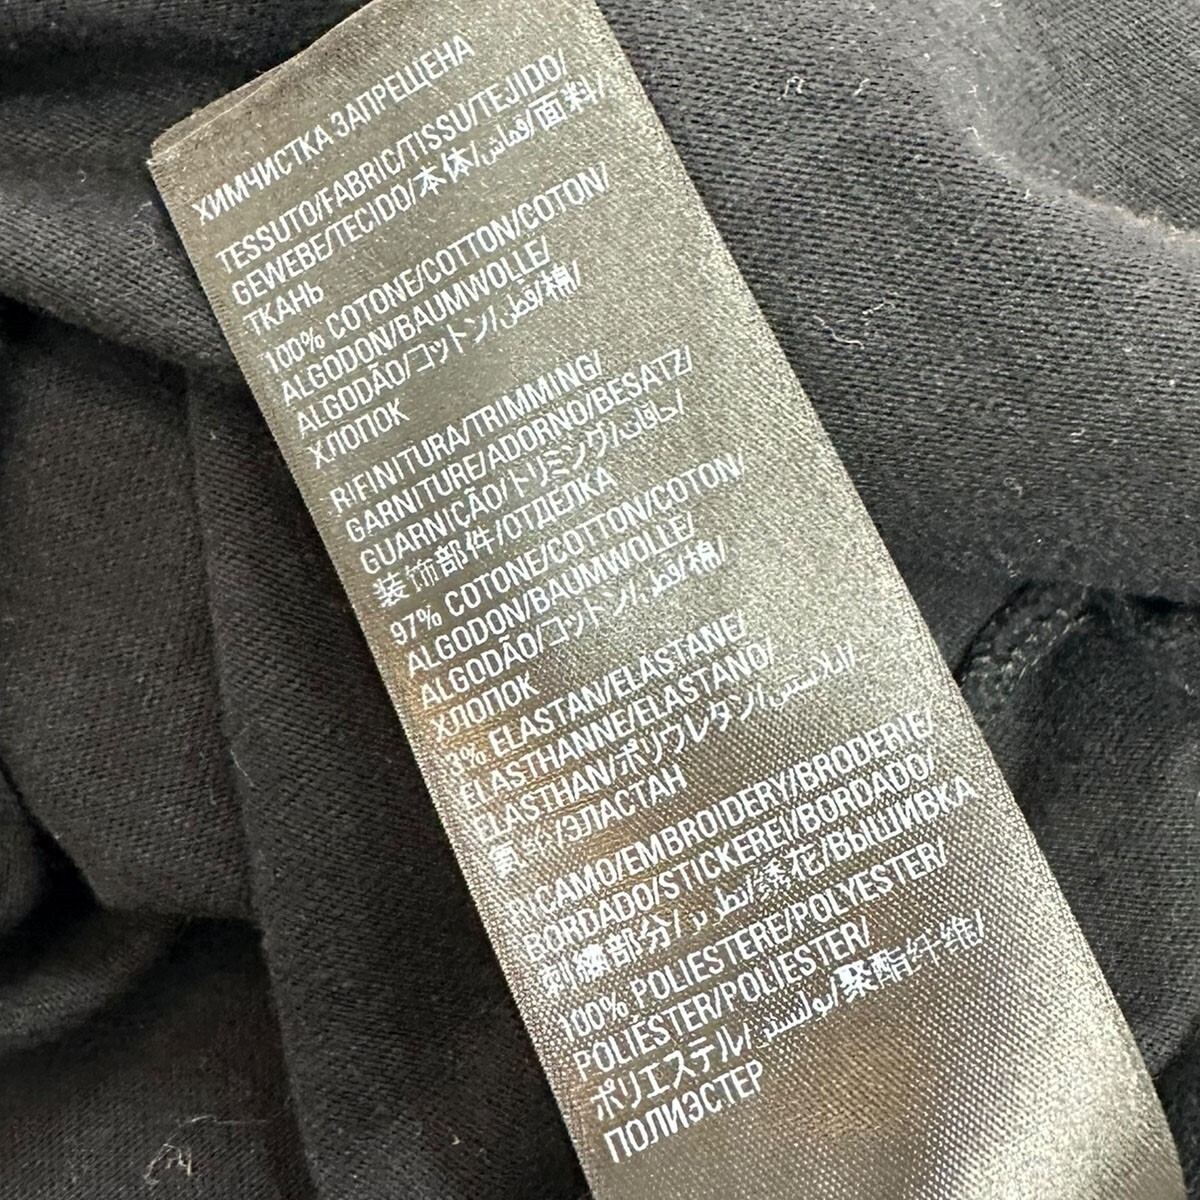 ХИМЧИСТКА ЗАПРЕЩЕНА
TESSUTO/FABRIC/TISSU/TEJIDO/
GEWEBE/TECIDO/本体/قماش/面料/
ТКАНЬ
100% COTONE/COTTON/COTON/
ALGODON/BAUMWOLLE/
ALGODÃO/コットン/قطن/棉/
ХЛОПОК
RIFINITURA/TRIMMING/
GARNITURE/ADORNO/BESATZ/
GUARNIÇÃO/トリミング/
装饰部件/ОТДЕЛКА
97% COTONE/COTTON/COTON/
ALGODON/BAUMWOLLE/
ALGODÃO/コットン/قطن/棉/
ХЛОПОК
3% ELASTAN/ELASTANE/
ELASTHANNE/ELASTANO/
ELASTHAN/ポリウレタン/
氨纶/ЭЛАСТАН
RICAMO/EMBROIDERY/BRODERIE/
BORDADO/STICKEREI/BORDADO/
刺繍部分/绣花/ВЫШИВКА
100% POLIESTERE/POLYESTER/
POLIESTER/POLIESTER/
ポリエステル/بوليستر/聚酯纤维/
ПОЛИЭСТЕР